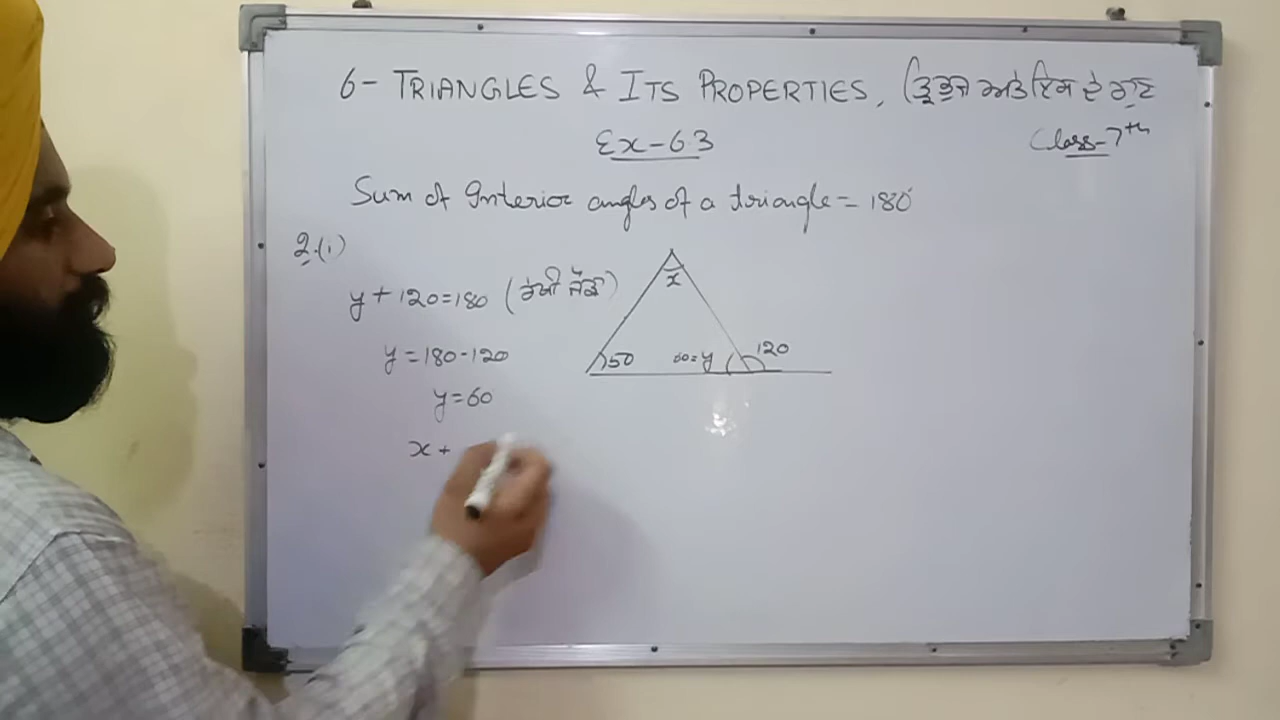 6- TRIANGLES & ITS PROPERTIES, (ਤ੍ਰਿਭੁਜ ਅਤੇ ਇਸ ਦੇ ਗੁਣ
Ex-6.3
Class-7th
Sum of Interior angles of a triangle = 180°
2.(i)
y + 120 = 180 (ਰੇਖੀ ਜੋੜੇ)
y = 180-120
y = 60
x +
x
50
60=y
120